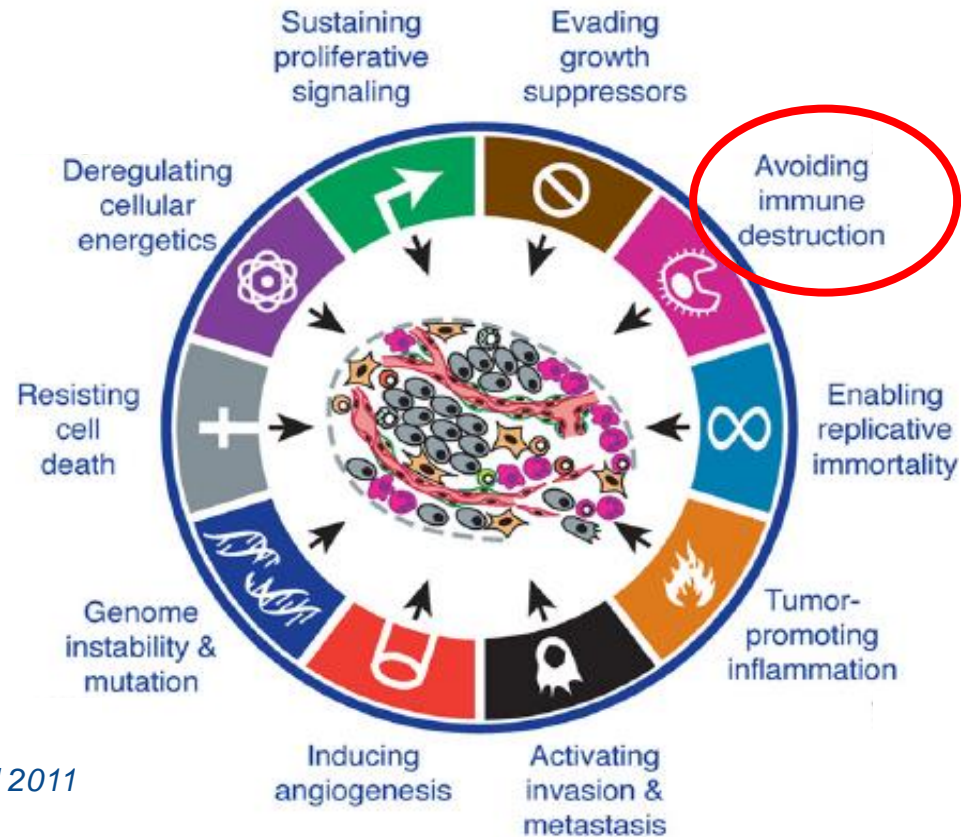 Sustaining
proliferative
signaling
Evading
growth
suppressors
Avoiding
immune
destruction
Enabling
replicative
immortality
Tumor-
promoting
inflammation
Activating
invasion &
metastasis
Inducing
angiogenesis
Genome
instability &
mutation
Resisting
cell
death
Deregulating
cellular
energetics
2011